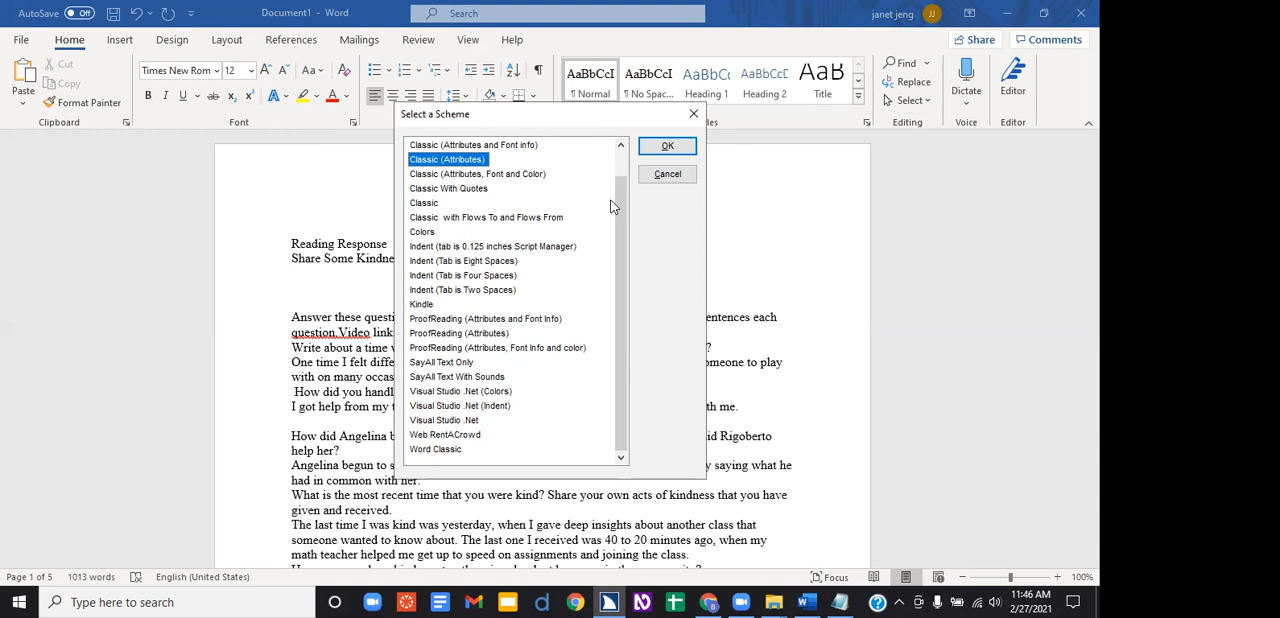 AutoSave Off Document1 - Word Search janet jeng JJ
File Home Insert Design Layout References Mailings Review View Help Share Comments
Paste Cut Copy Format Painter
Times New Rom 12 Aa
B I U ab x₂ x² A A
AaBbCcI ¶ Normal
AaBbCcI ¶ No Spac...
AaBbCc Heading 1
AaBbCcC Heading 2
AaB Title
Find Replace Select
Dictate Editor
Clipboard Font les Editing Voice Editor
Select a Scheme
Classic (Attributes and Font info)
Classic (Attributes)
Classic (Attributes, Font and Color)
Classic With Quotes
Classic
Classic with Flows To and Flows From
Colors
Indent (tab is 0.125 inches Script Manager)
Indent (Tab is Eight Spaces)
Indent (Tab is Four Spaces)
Indent (Tab is Two Spaces)
Kindle
ProofReading (Attributes and Font Info)
ProofReading (Attributes)
ProofReading (Attributes, Font Info and color)
SayAll Text Only
SayAll Text With Sounds
Visual Studio .Net (Colors)
Visual Studio .Net (Indent)
Visual Studio .Net
Web RentACrowd
Word Classic
OK
Cancel
Reading Response
Share Some Kindne
Answer these questi entences each
question.Video link
Write about a time ?
One time I felt diffe omeone to play
with on many occas
How did you handl
I got help from my t th me.
How did Angelina b id Rigoberto
help her?
Angelina begun to s y saying what he
had in common with her.
What is the most recent time that you were kind? Share your own acts of kindness that you have
given and received.
The last time I was kind was yesterday, when I gave deep insights about another class that
someone wanted to know about. The last one I received was 40 to 20 minutes ago, when my
math teacher helped me get up to speed on assignments and joining the class.
Page 1 of 5 1013 words English (United States) Focus 100%
Type here to search
11:46 AM
2/27/2021